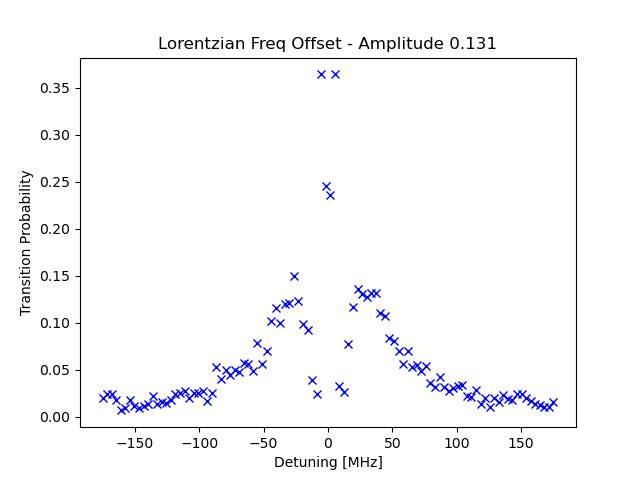 Lorentzian Freq Offset - Amplitude 0.131
Transition Probability
0.35
0.30
0.25
0.20
0.15
0.10
0.05
0.00
−150 −100 −50 0 50 100 150
Detuning [MHz]